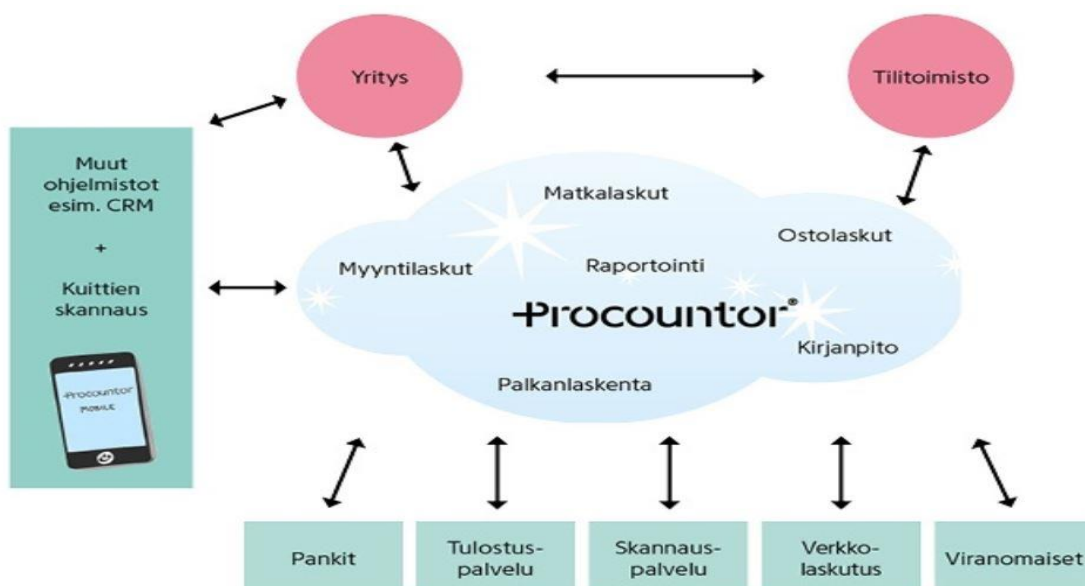 Yritys
Tilitoimisto
Muut
ohjelmistot
esim. CRM
+
Kuittien
skannaus
+Procountor
MOBILE
Matkalaskut
Ostolaskut
Myyntilaskut
Raportointi
+Procountor®
Kirjanpito
Palkanlaskenta
Pankit
Tulostus-
palvelu
Skannaus-
palvelu
Verkko-
laskutus
Viranomaiset